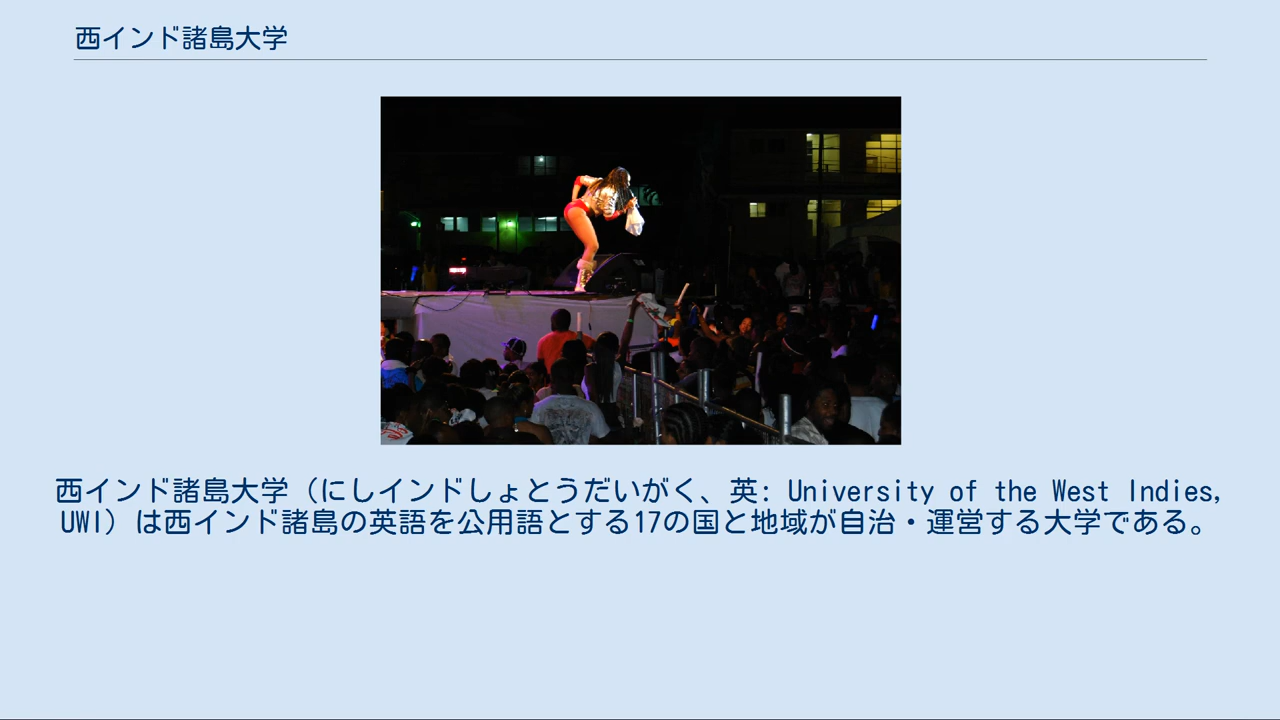 西インド諸島大学
西インド諸島大学（にしインドしょとうだいがく、英: University of the West Indies,
UWI）は西インド諸島の英語を公用語とする17の国と地域が自治・運営する大学である。